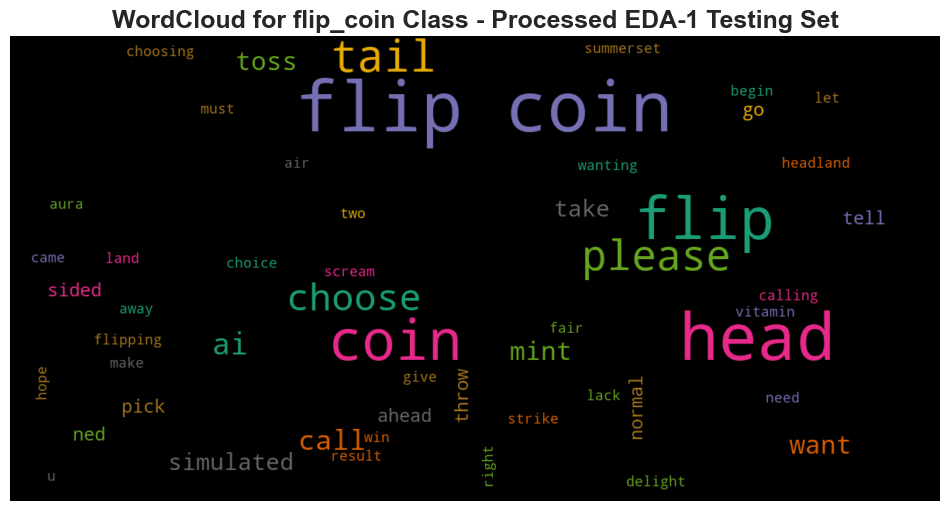 WordCloud for flip_coin Class - Processed EDA-1 Testing Set
choosing
toss
tail
summerset
flip coin
must
begin
go
let
air
wanting
headland
aura
two
take
flip
tell
came
land
choice
scream
please
sided
away
choose
calling
vitamin
flipping
ai
coin
fair
mint
head
make
hope
give
throw
normal
lack
need
pick
ahead
strike
ned
call
win
want
simulated
result
right
u
delight